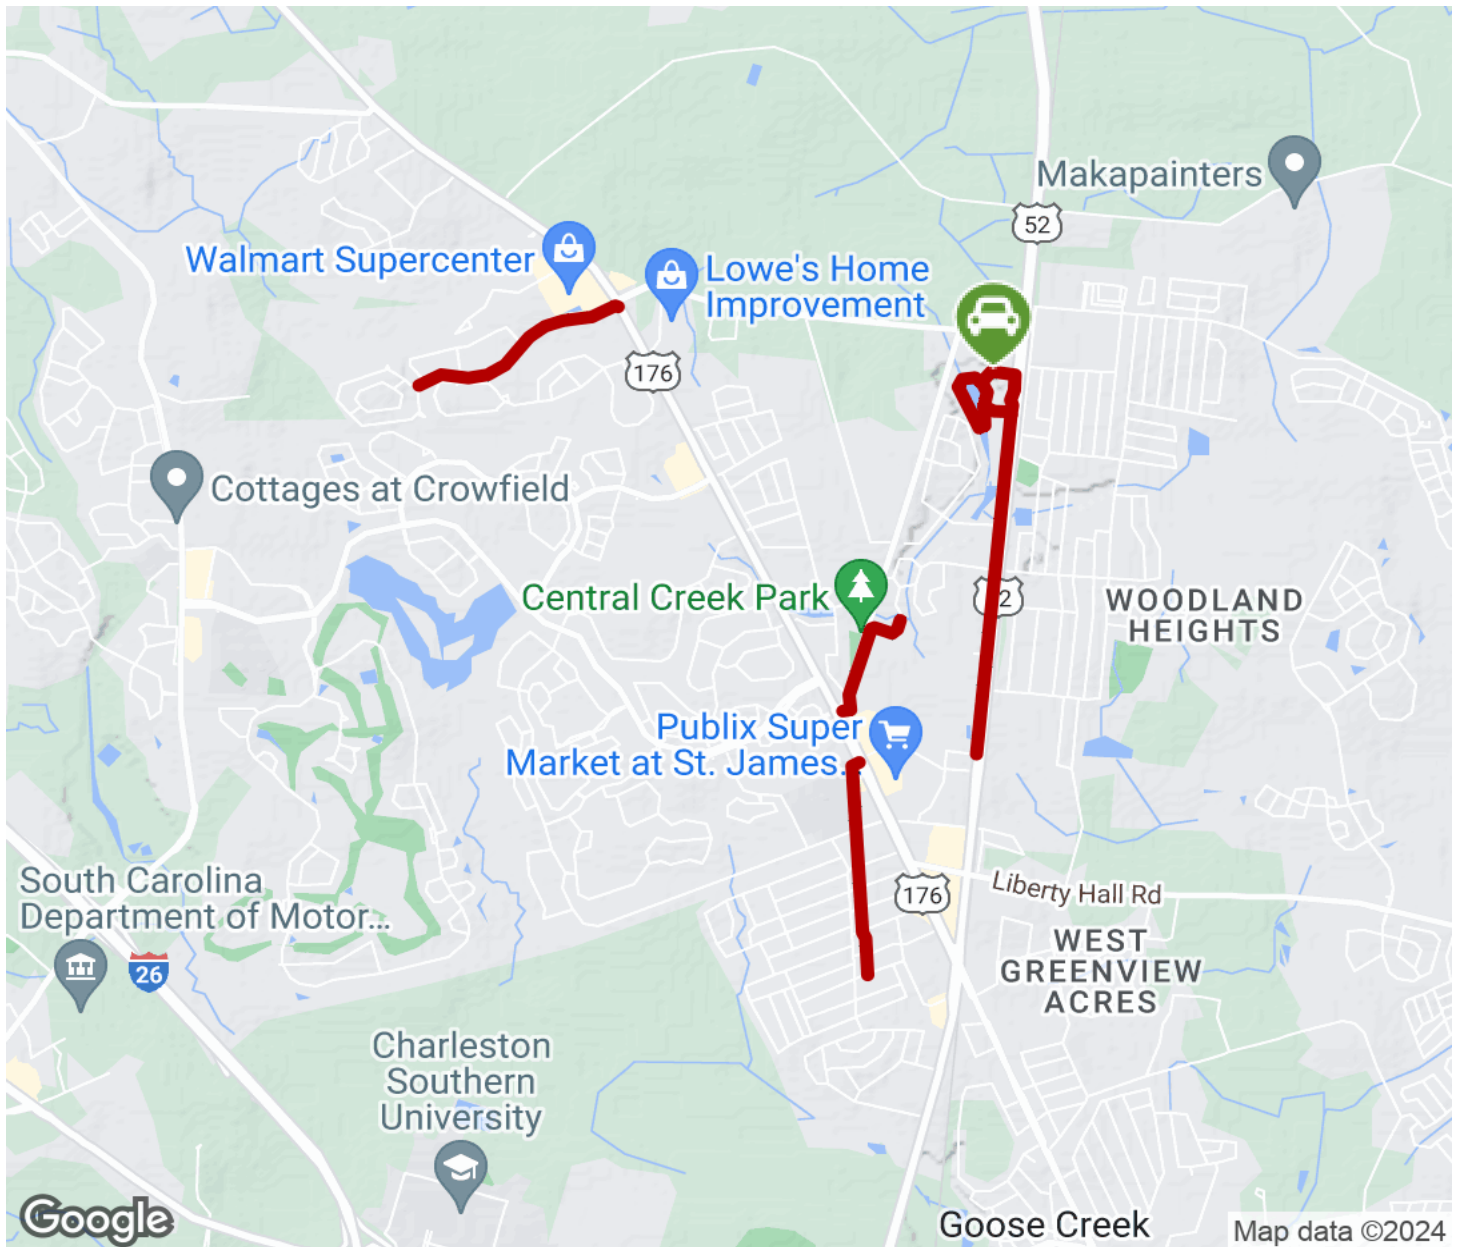 Makapainters
52
Walmart Supercenter
Lowe's Home
Improvement
176
Cottages at Crowfield
Central Creek Park
WOODLAND
HEIGHTS
Publix Super
Market at St. James...
South Carolina
Department of Motor...
176
Liberty Hall Rd
WEST
GREENVIEW
ACRES
26
Charleston
Southern
University
Goose Creek
Google
Map data ©2024